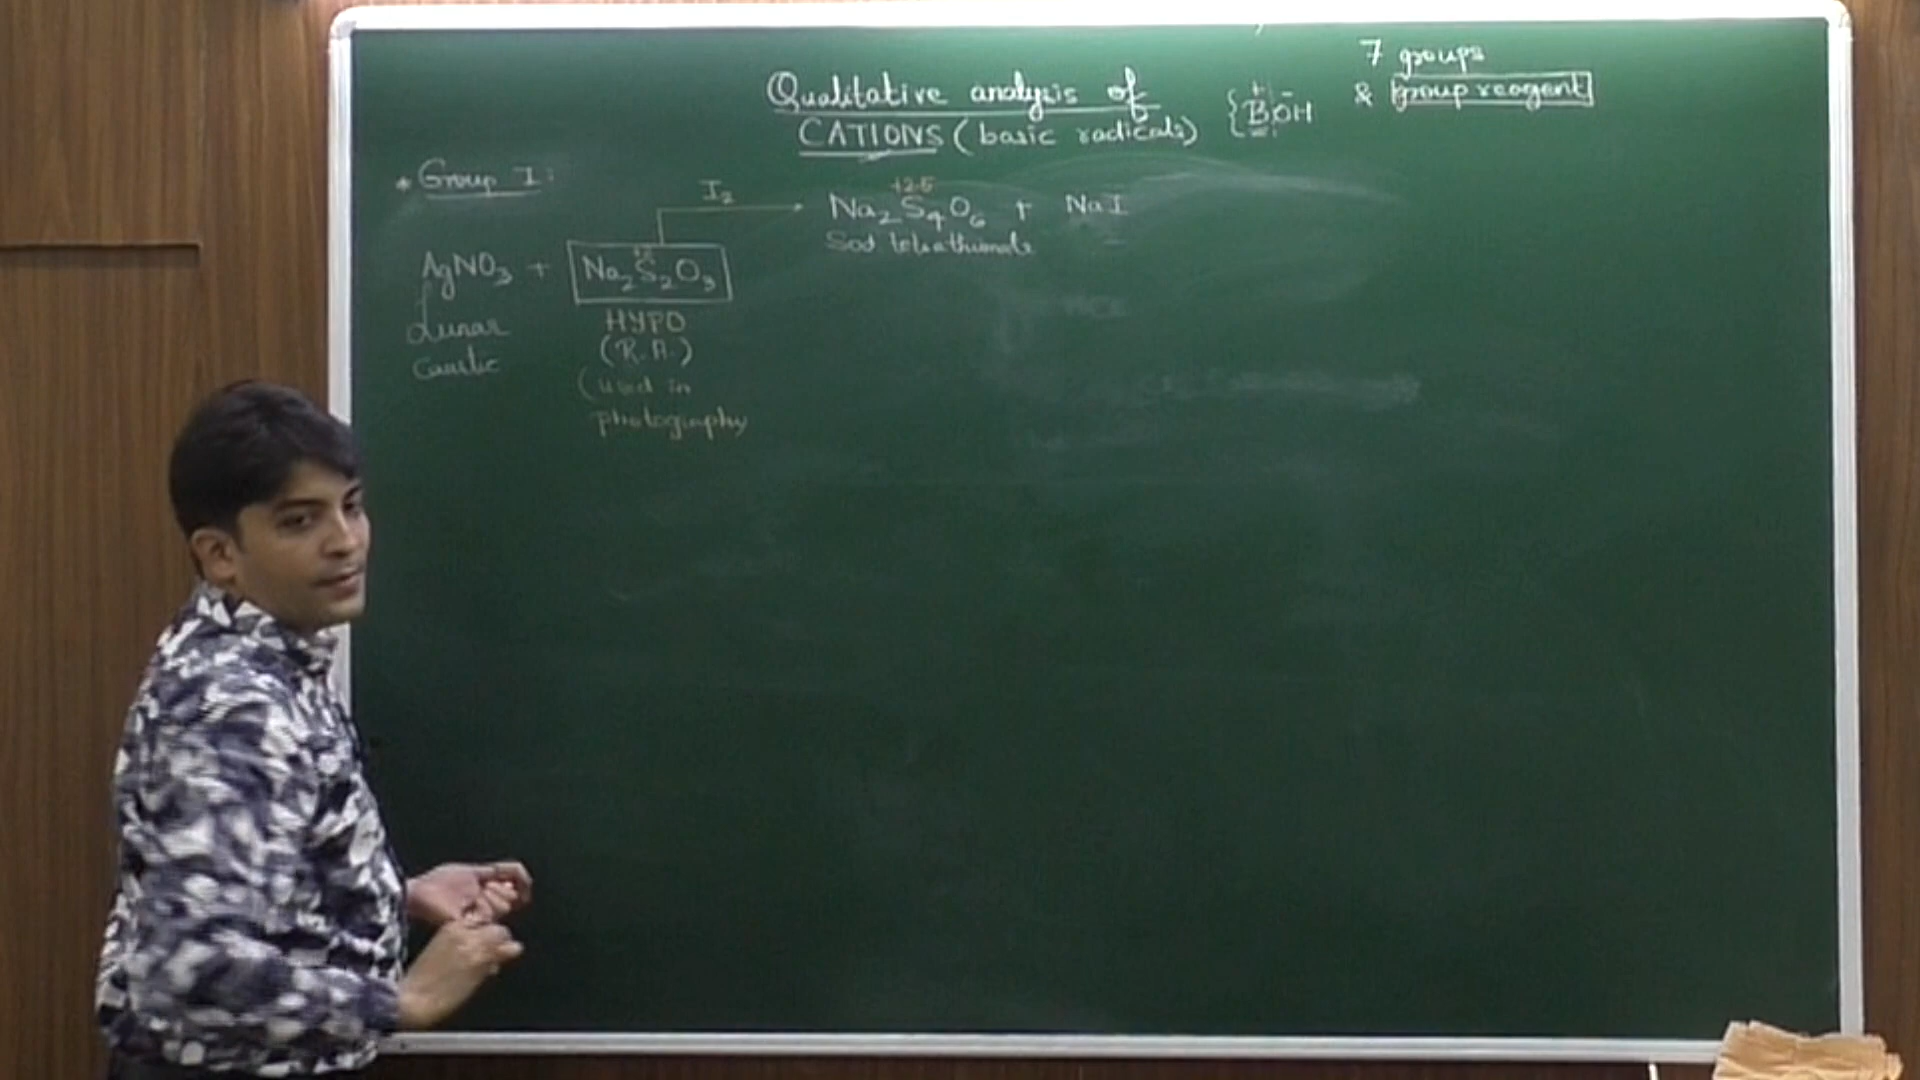 7 groups
& group reagent
Qualitative analysis of
CATIONS (basic radicals)
{B⁺OH⁻
* Group I:
I₂
+2.5
Na₂S₄O₆ + NaI
Sod tetrathionate
+2
AgNO₃ + Na₂S₂O₃
Lunar
Caustic
HYPO
(R.A.)
(used in
photography